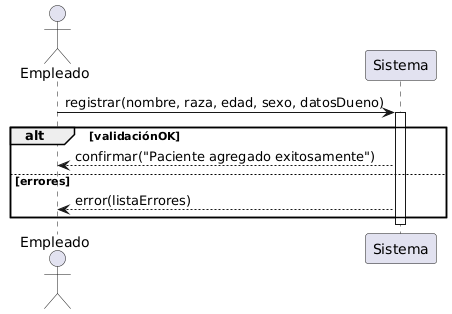 Empleado
Sistema
registrar(nombre, raza, edad, sexo, datosDueno)
alt [validaciónOK]
confirmar("Paciente agregado exitosamente")
[errores]
error(listaErrores)
Empleado
Sistema